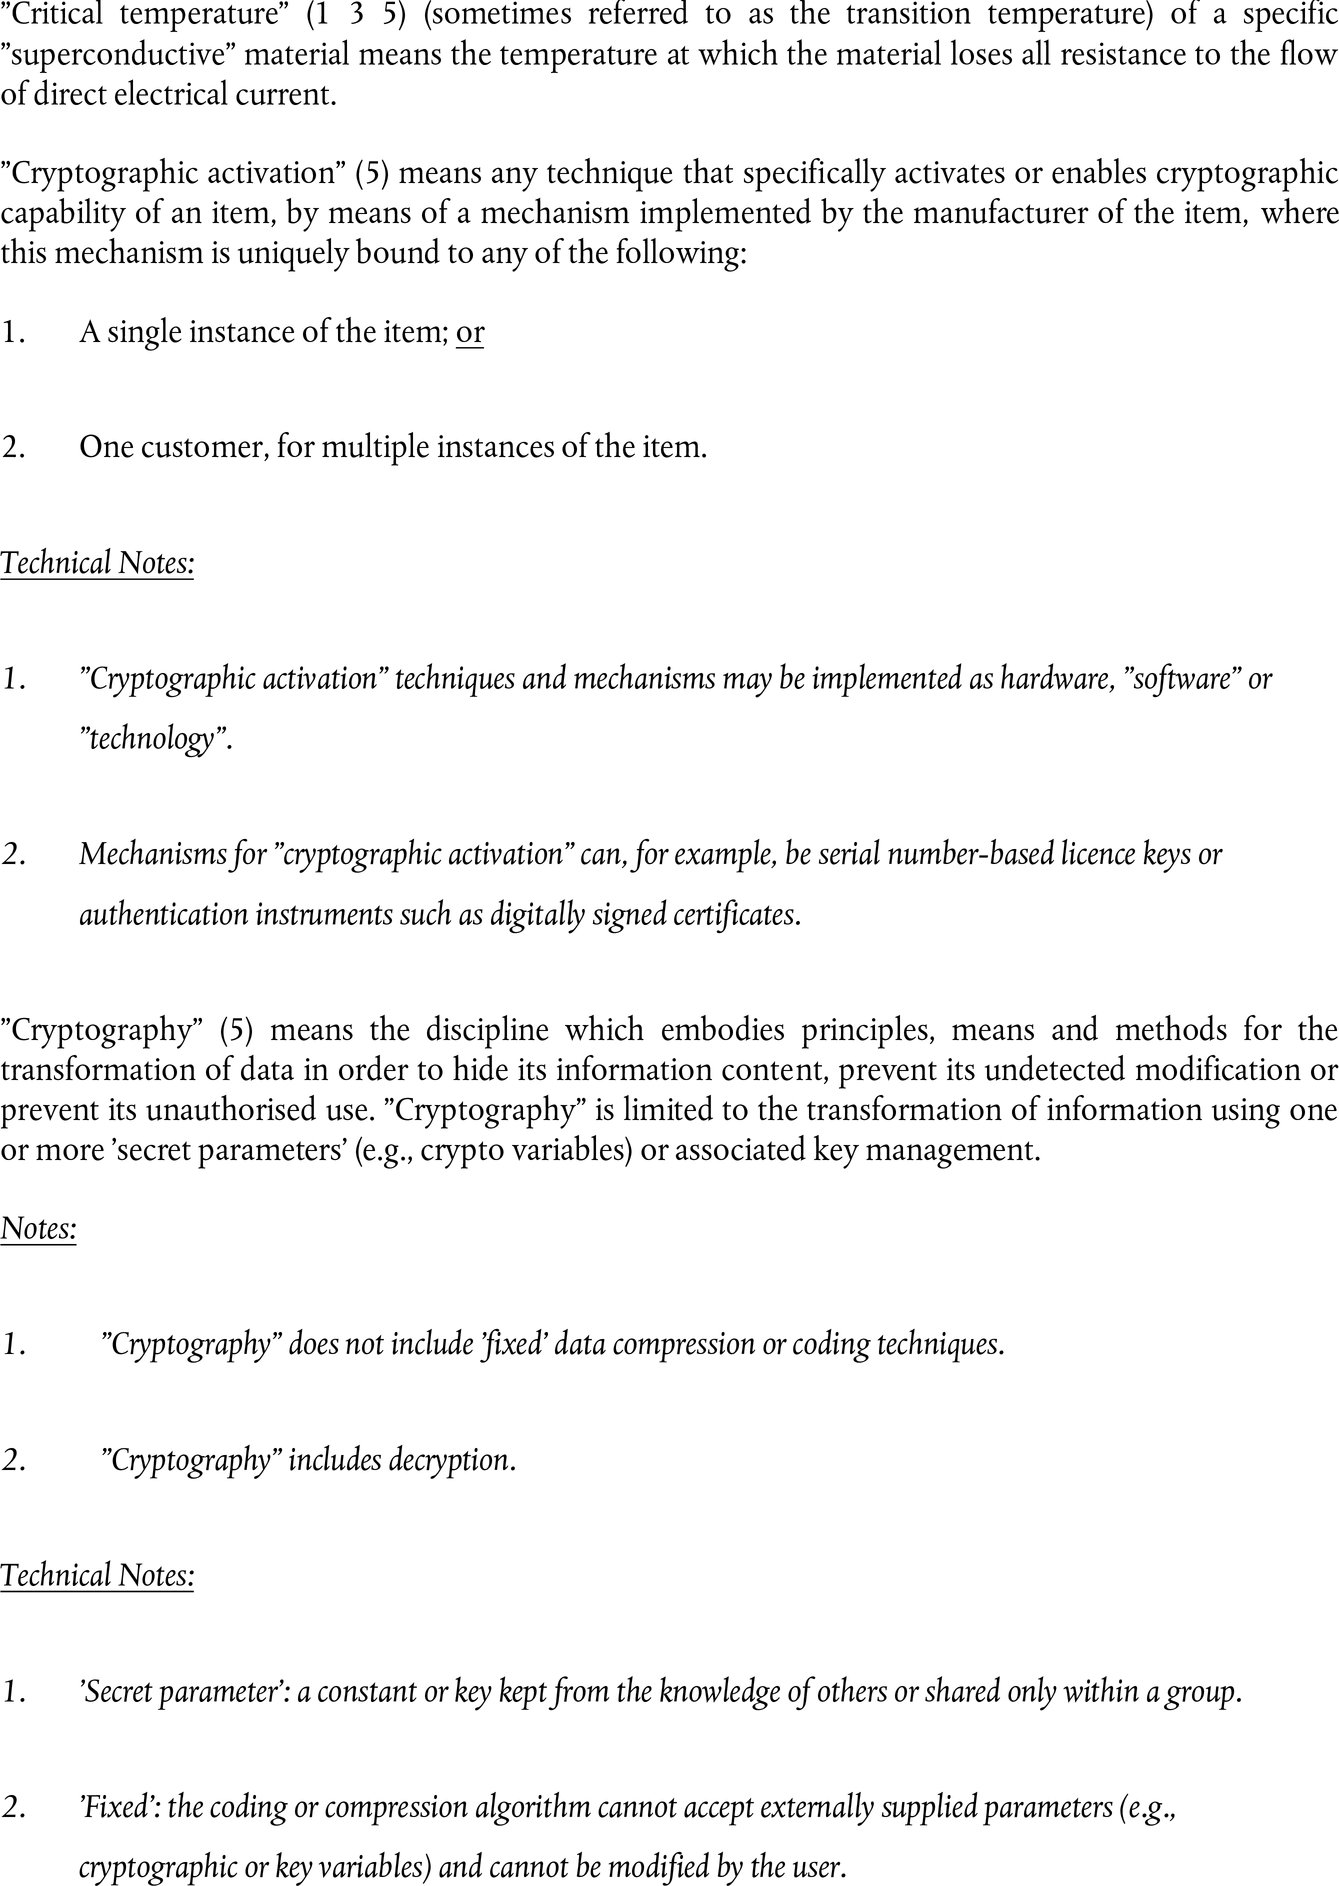 ”Critical temperature” (1 3 5) (sometimes referred to as the transition temperature) of a specific
”superconductive” material means the temperature at which the material loses all resistance to the flow
of direct electrical current.
”Cryptographic activation” (5) means any technique that specifically activates or enables cryptographic
capability of an item, by means of a mechanism implemented by the manufacturer of the item, where
this mechanism is uniquely bound to any of the following:
1. A single instance of the item; or
2. One customer, for multiple instances of the item.
Technical Notes:
1. ”Cryptographic activation” techniques and mechanisms may be implemented as hardware, ”software” or
”technology”.
2. Mechanisms for ”cryptographic activation” can, for example, be serial number-based licence keys or
authentication instruments such as digitally signed certificates.
”Cryptography” (5) means the discipline which embodies principles, means and methods for the
transformation of data in order to hide its information content, prevent its undetected modification or
prevent its unauthorised use. ”Cryptography” is limited to the transformation of information using one
or more ’secret parameters’ (e.g., crypto variables) or associated key management.
Notes:
1. ”Cryptography” does not include ’fixed’ data compression or coding techniques.
2. ”Cryptography” includes decryption.
Technical Notes:
1. ’Secret parameter’: a constant or key kept from the knowledge of others or shared only within a group.
2. ’Fixed’: the coding or compression algorithm cannot accept externally supplied parameters (e.g.,
cryptographic or key variables) and cannot be modified by the user.